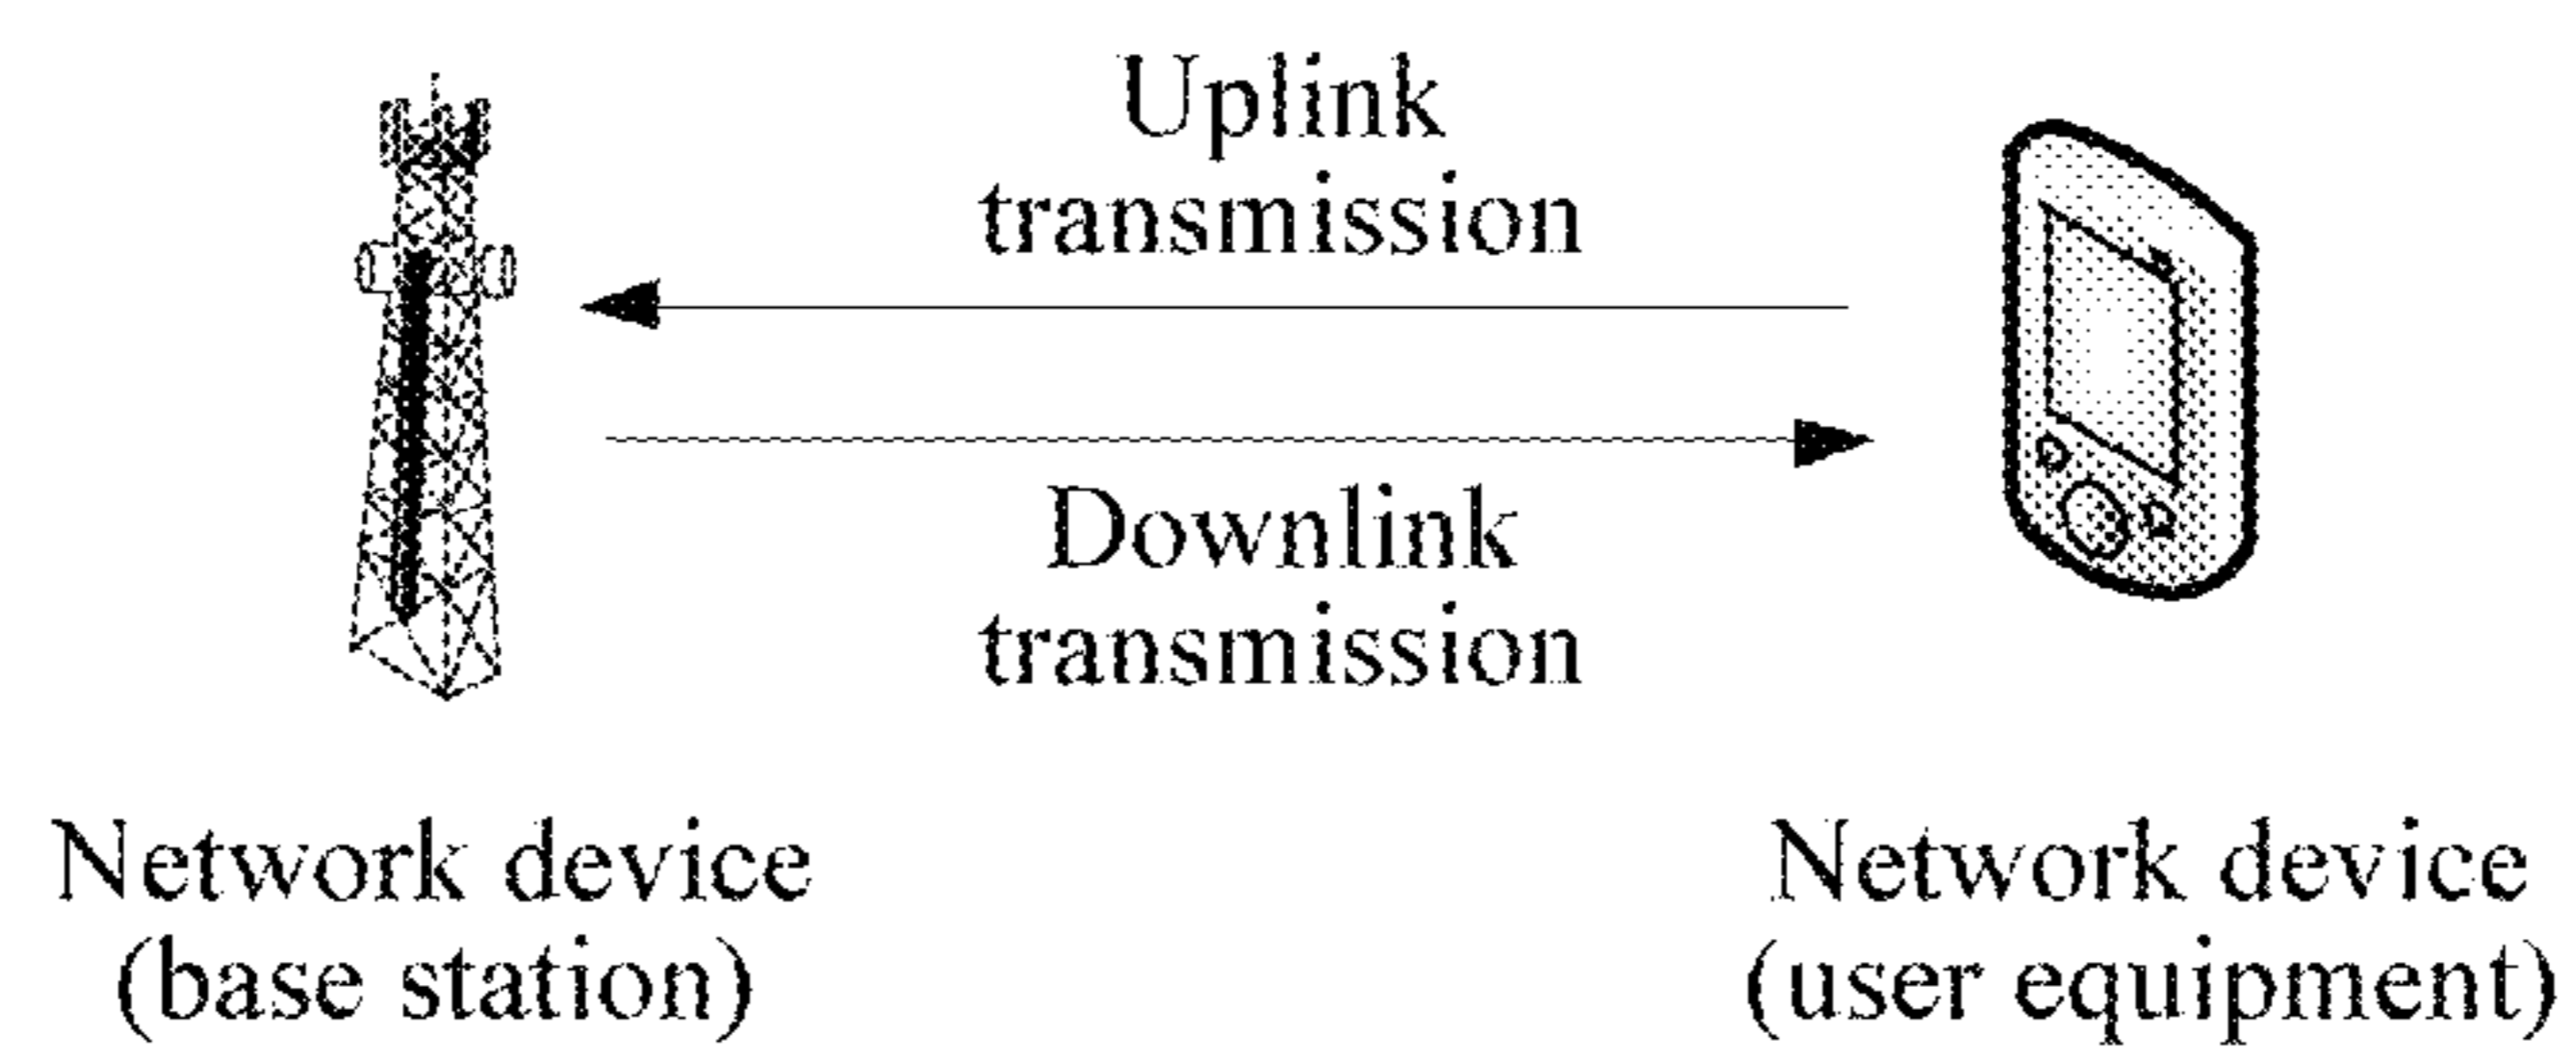 Uplink
transmission
Downlink
transmission
Network device
(base station)
Network device
(user equipment)